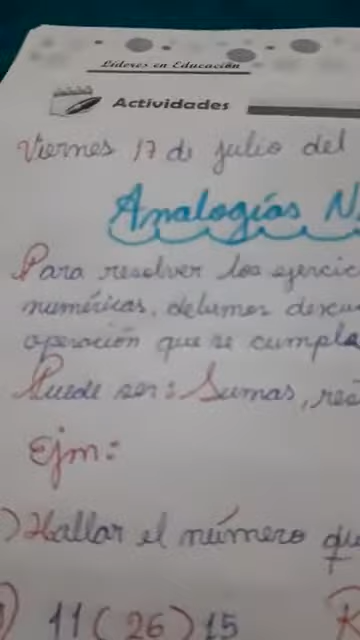 Líderes en Educación
Actividades
Viernes 17 de julio del
Analogías N
Para resolver los ejercic
numéricas, debemos descu
operación que se cumpla
Puede ser: Sumas, res
Ejm:
) Hallar el número que
11 ( 26 ) 15 R